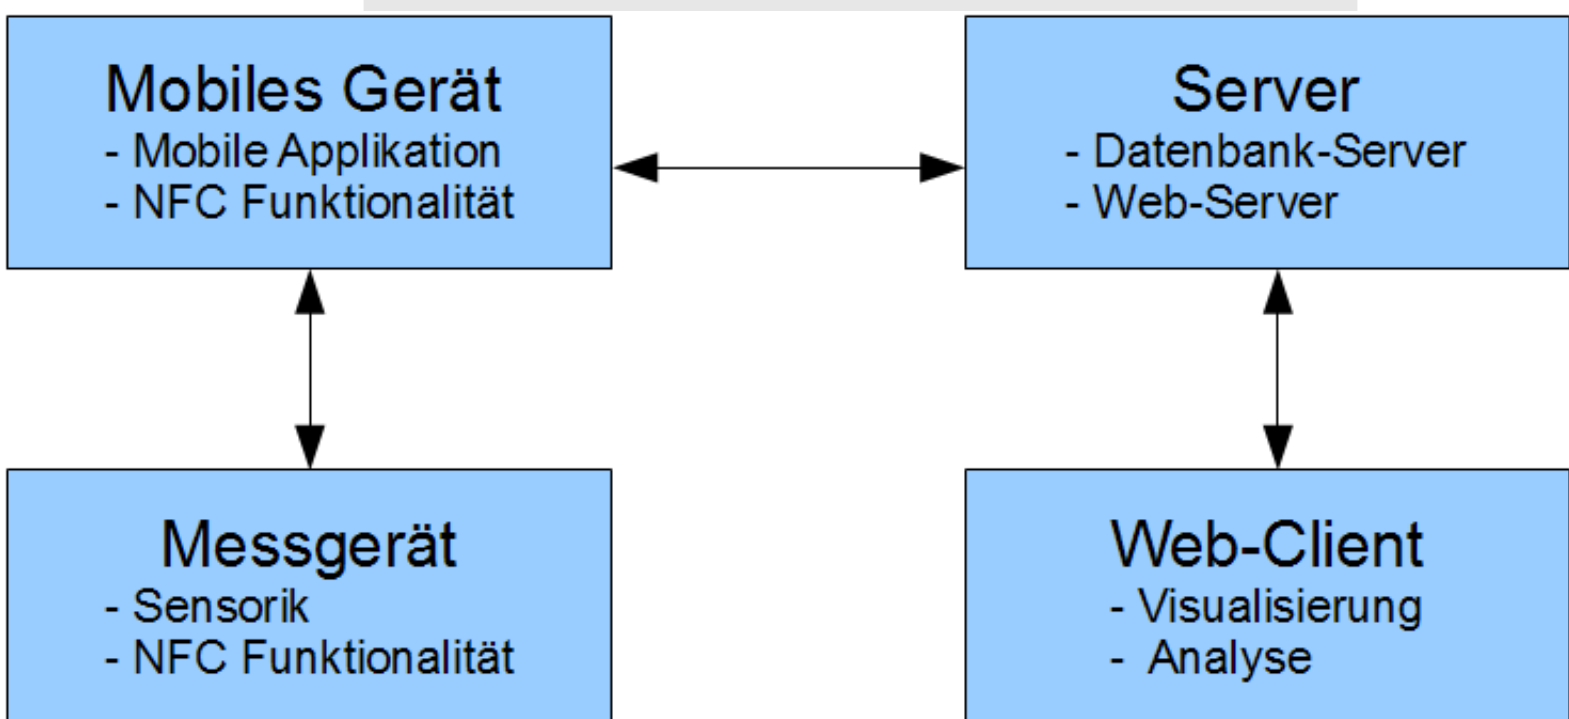 Mobiles Gerät
- Mobile Applikation
- NFC Funktionalität
Server
- Datenbank-Server
- Web-Server
Messgerät
- Sensorik
- NFC Funktionalität
Web-Client
- Visualisierung
- Analyse